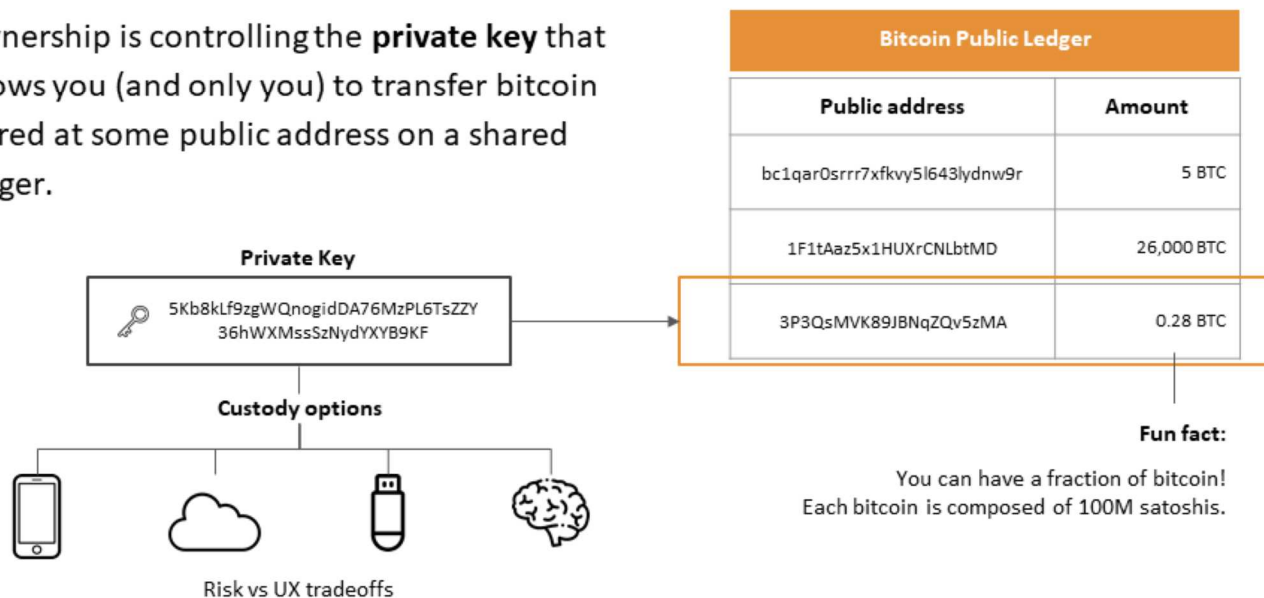 nership is controlling the private key that
ows you (and only you) to transfer bitcoin
red at some public address on a shared
ger.
Private Key
5Kb8kLf9zgWQnogidDA76MzPL6TsZZY
36hWXMssSzNydYXYB9KF
Custody options
Risk vs UX tradeoffs
Bitcoin Public Ledger
Public address Amount
bc1qar0srrr7xfkvy5l643lydnw9r 5 BTC
1F1tAaz5x1HUXrCNLbtMD 26,000 BTC
3P3QsMVK89JBNqZQv5zMA 0.28 BTC
Fun fact:
You can have a fraction of bitcoin!
Each bitcoin is composed of 100M satoshis.